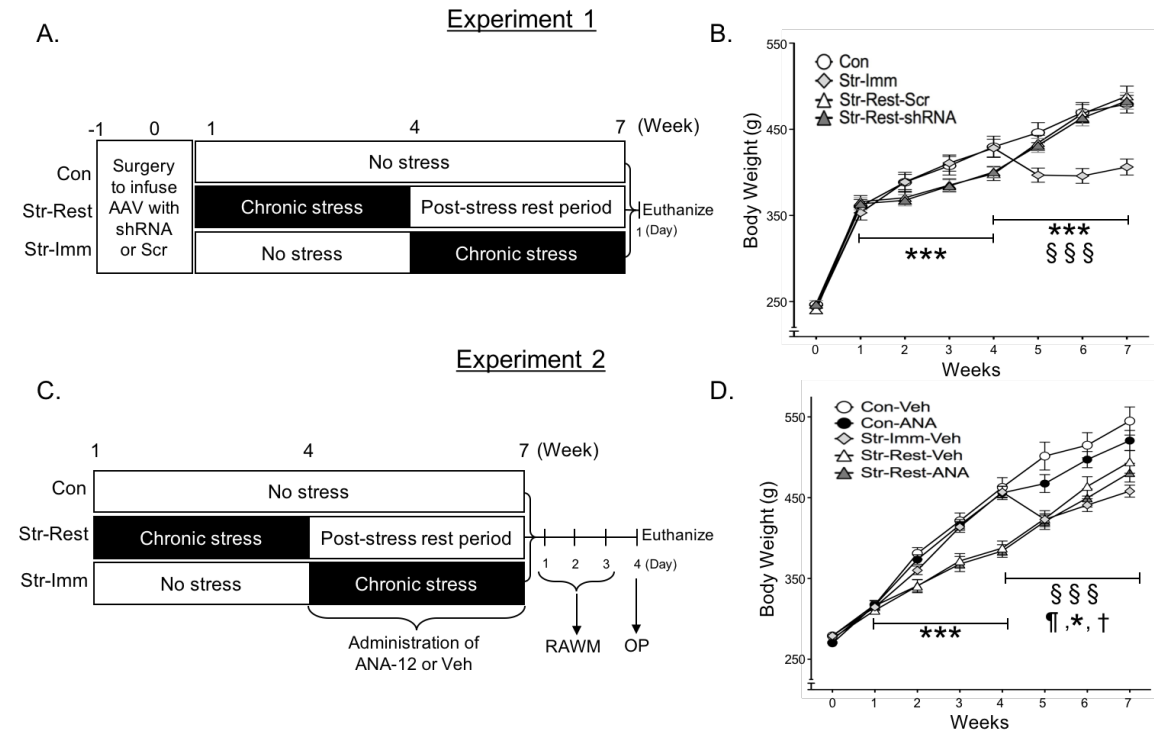 Experiment 1
A.
-1 0 1 4 7 (Week)
Con
Str-Rest
Str-Imm
Surgery
to infuse
AAV with
shRNA
or Scr
No stress
Chronic stress
Post-stress rest period
No stress
Chronic stress
Euthanize
1 (Day)
B.
Con
Str-Imm
Str-Rest-Scr
Str-Rest-shRNA
Body Weight (g)
550
450
350
250
***
***
§ § §
0 1 2 3 4 5 6 7
Weeks
Experiment 2
C.
1 4 7 (Week)
Con
Str-Rest
Str-Imm
No stress
Chronic stress
Post-stress rest period
No stress
Chronic stress
Euthanize
1 2 3 4 (Day)
Administration of
ANA-12 or Veh
RAWM
OP
D.
Con-Veh
Con-ANA
Str-Imm-Veh
Str-Rest-Veh
Str-Rest-ANA
Body Weight (g)
550
450
350
250
***
§ § §
¶ ,*, †
0 1 2 3 4 5 6 7
Weeks